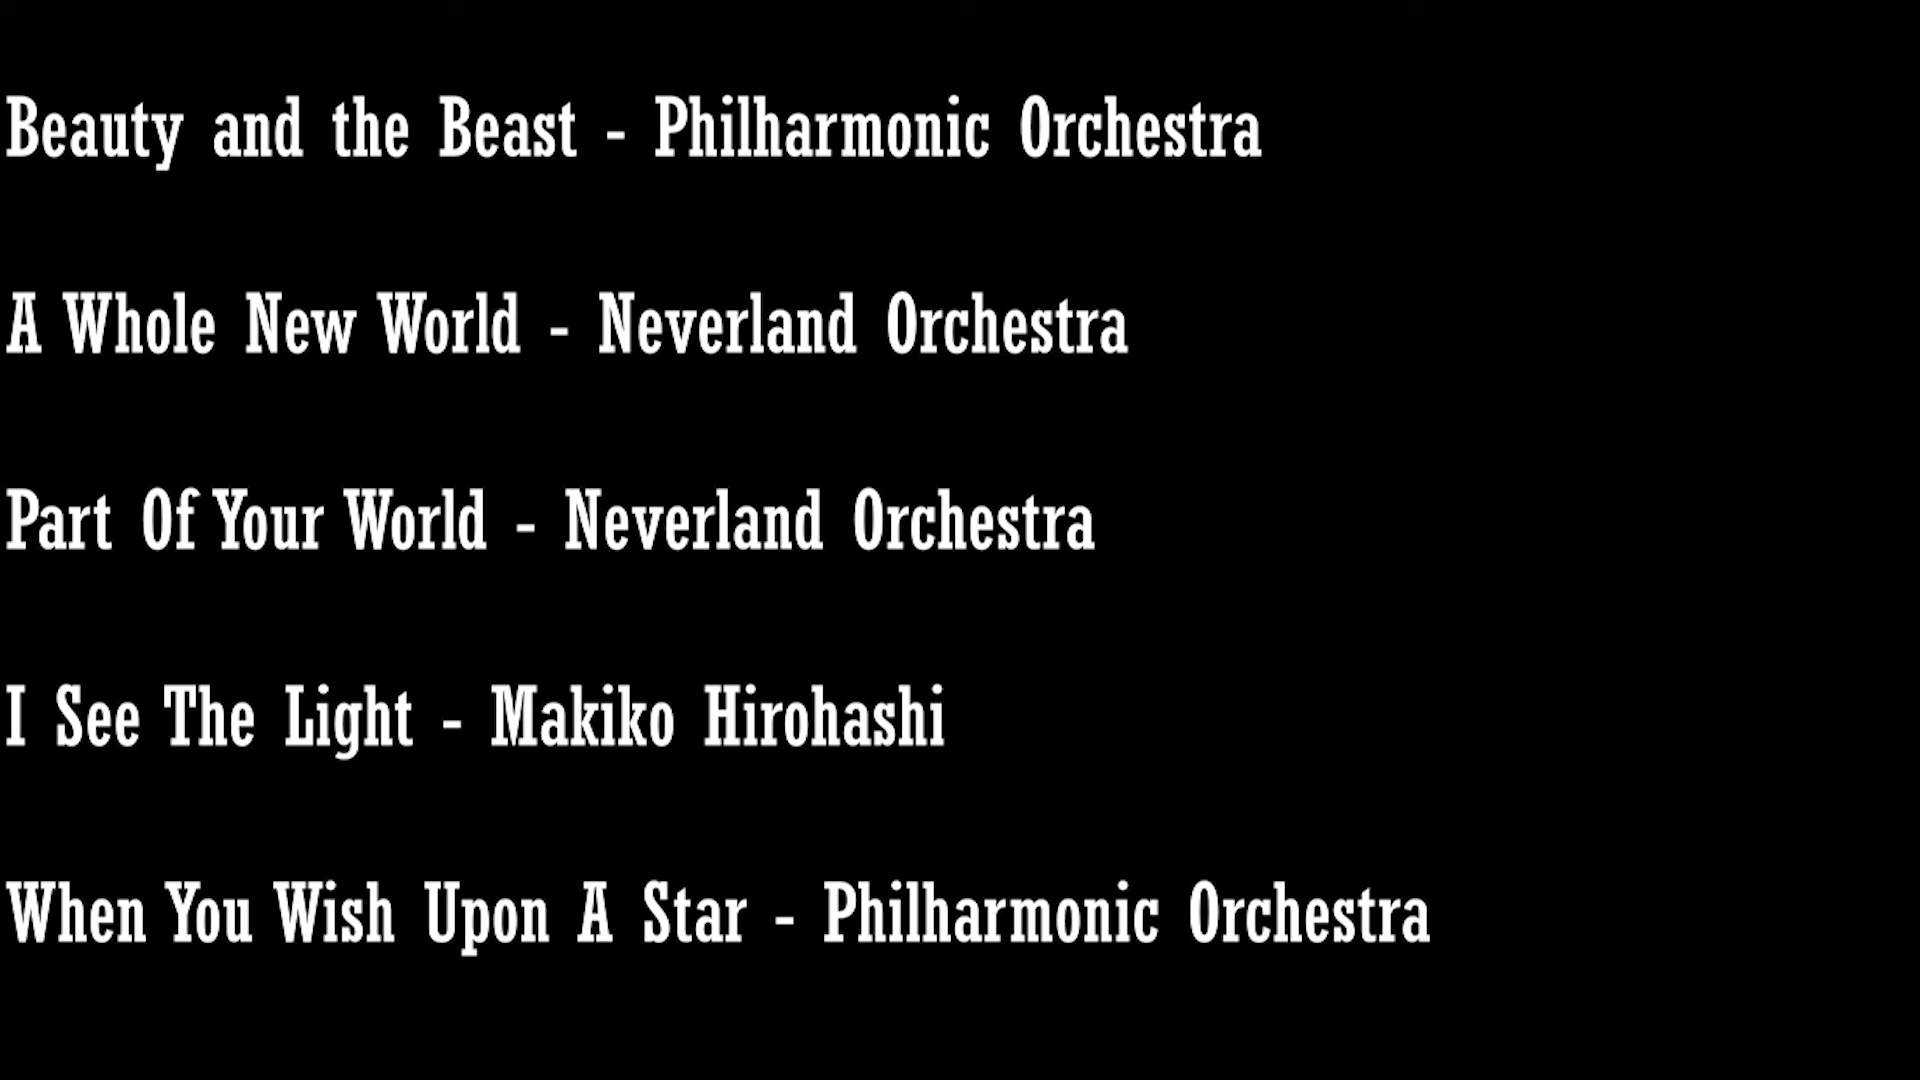 Beauty and the Beast - Philharmonic Orchestra
A Whole New World - Neverland Orchestra
Part Of Your World - Neverland Orchestra
I See The Light - Makiko Hirohashi
When You Wish Upon A Star - Philharmonic Orchestra